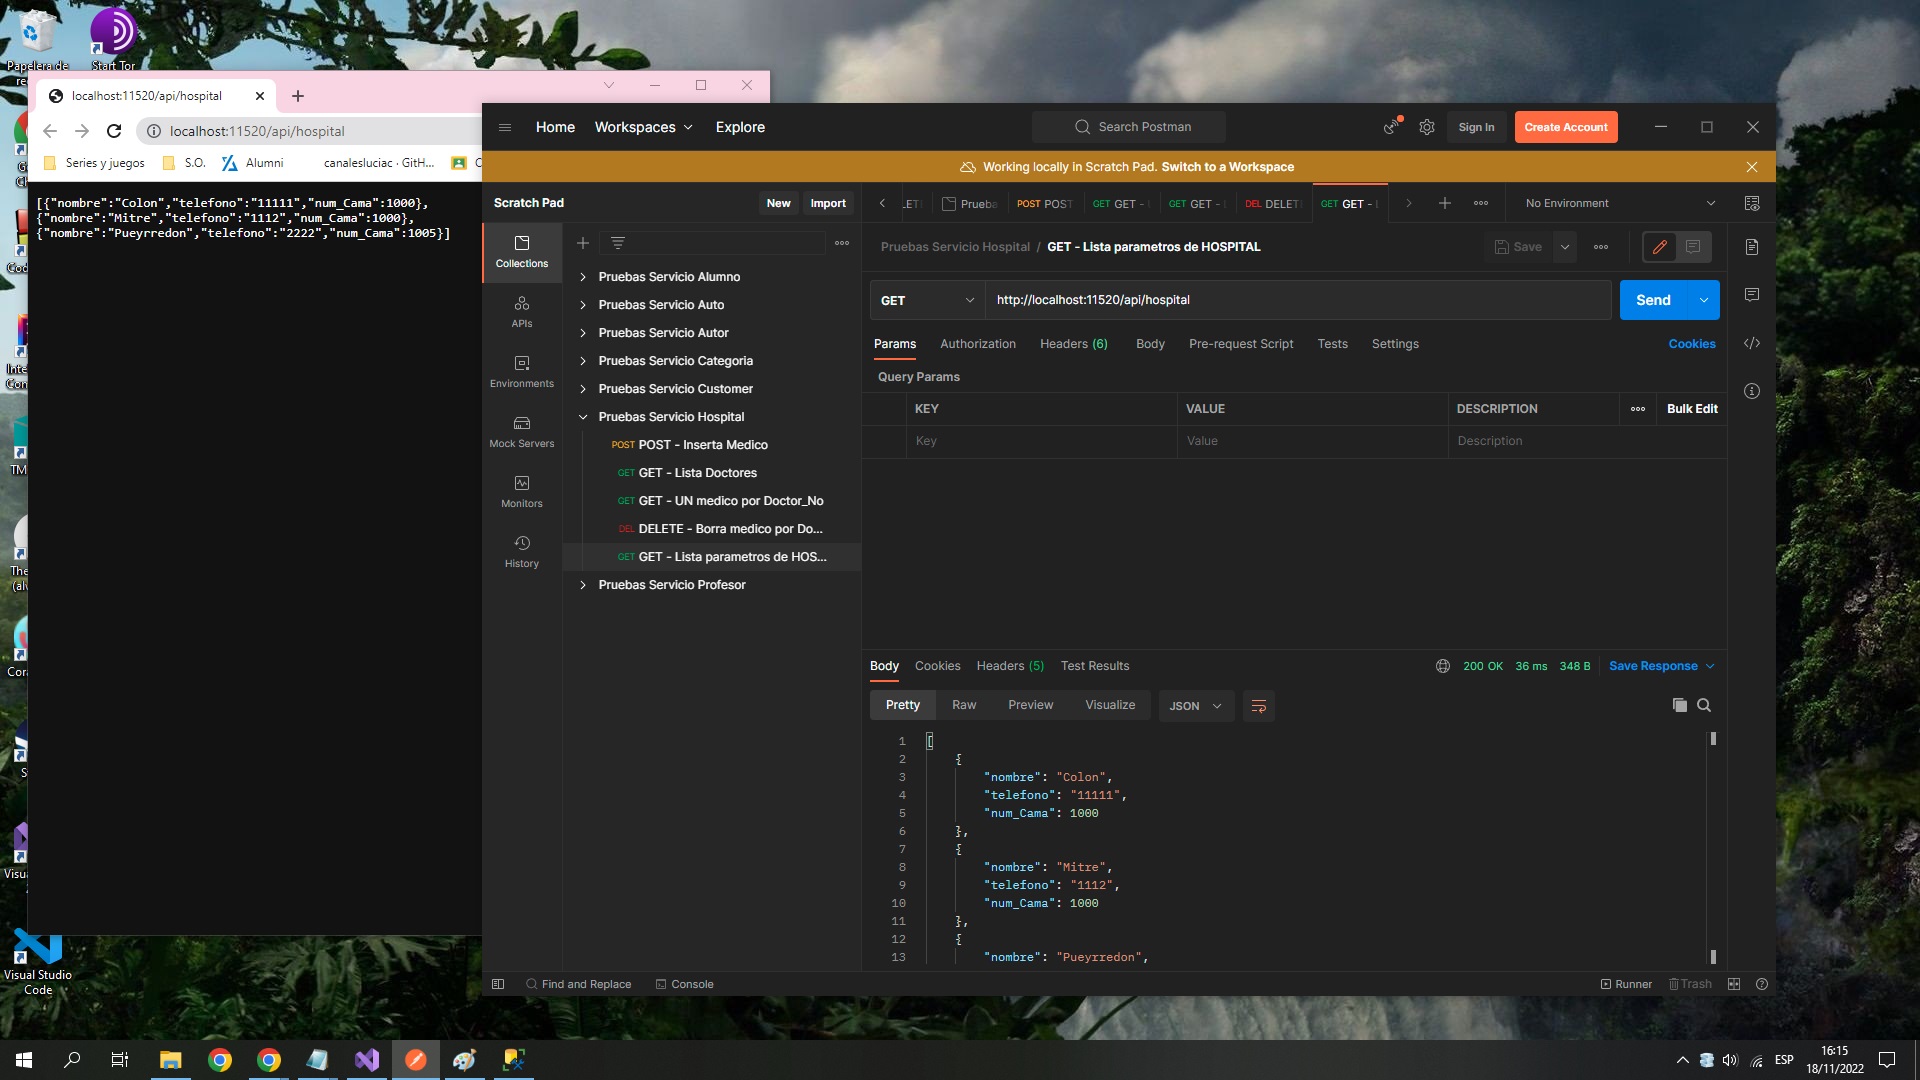 Papelera de
Start Tor
localhost:11520/api/hospital
localhost:11520/api/hospital
Series y juegos
S.O.
Alumni
canalesluciac · GitH...
[{"nombre":"Colon","telefono":"11111","num_Cama":1000},
{"nombre":"Mitre","telefono":"1112","num_Cama":1000},
{"nombre":"Pueyrredon","telefono":"2222","num_Cama":1005}]
Home Workspaces Explore
Search Postman
Sign In
Create Account
Working locally in Scratch Pad. Switch to a Workspace
Scratch Pad
New
Import
Collections
APIs
Environments
Mock Servers
Monitors
History
Pruebas Servicio Alumno
Pruebas Servicio Auto
Pruebas Servicio Autor
Pruebas Servicio Categoria
Pruebas Servicio Customer
Pruebas Servicio Hospital
POST POST - Inserta Medico
GET GET - Lista Doctores
GET GET - UN medico por Doctor_No
DEL DELETE - Borra medico por Do...
GET GET - Lista parametros de HOS...
Pruebas Servicio Profesor
Prueba
POST POST
GET GET -
GET GET -
DEL DELET
GET GET -
No Environment
Pruebas Servicio Hospital / GET - Lista parametros de HOSPITAL
Save
GET
http://localhost:11520/api/hospital
Send
Params Authorization Headers (6) Body Pre-request Script Tests Settings
Cookies
Query Params
KEY VALUE DESCRIPTION Bulk Edit
Key Value Description
Body Cookies Headers (5) Test Results
200 OK 36 ms 348 B Save Response
Pretty Raw Preview Visualize JSON
1 [
2 {
3 "nombre": "Colon",
4 "telefono": "11111",
5 "num_Cama": 1000
6 },
7 {
8 "nombre": "Mitre",
9 "telefono": "1112",
10 "num_Cama": 1000
11 },
12 {
13 "nombre": "Pueyrredon",
Find and Replace
Console
Runner
Trash
Visual Studio
Code
ESP
16:15
18/11/2022